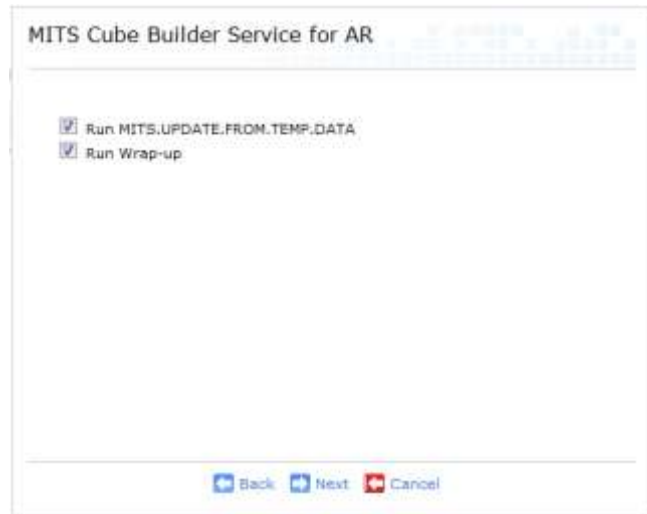 MITS Cube Builder Service for AR
Run MITS.UPDATE.FROM.TEMP.DATA
Run Wrap-up
Back Next Cancel